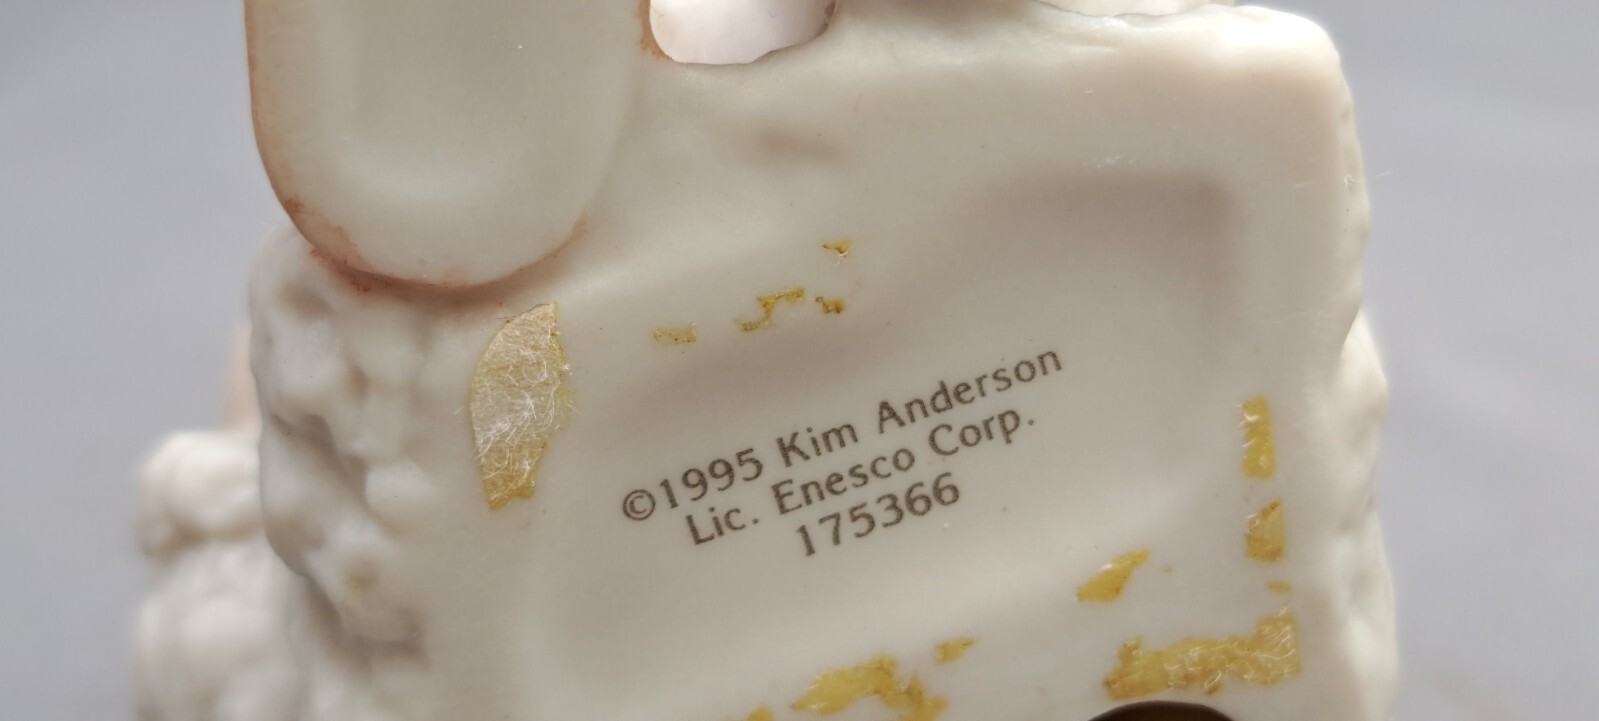 ©1995 Kim Anderson
Lic. Enesco Corp.
175366